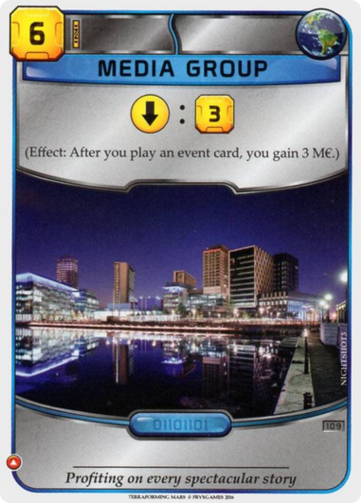 6
MEDIA GROUP
: 3
(Effect: After you play an event card, you gain 3 M€.)
NIGHTSHOTS
01101101
109
Profiting on every spectacular story
TERRAFORMING MARS © FRYXGAMES 2016